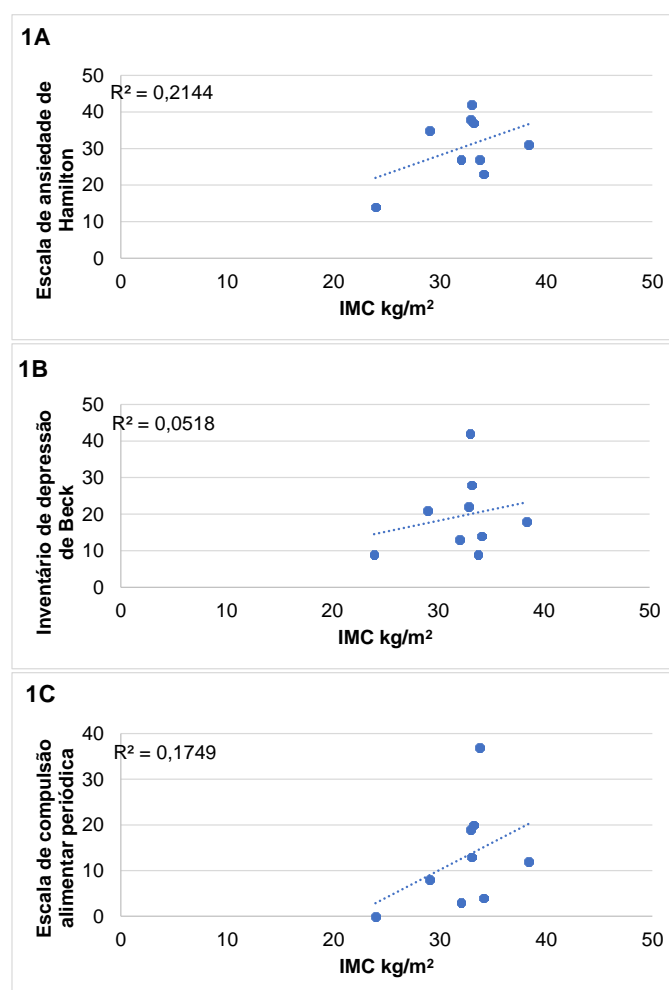 1A
R² = 0,2144
Escala de ansiedade de
Hamilton
50
40
30
20
10
0
0 10 20 30 40 50
IMC kg/m²
1B
R² = 0,0518
Inventário de depressão
de Beck
50
40
30
20
10
0
0 10 20 30 40 50
IMC kg/m²
1C
R² = 0,1749
Escala de compulsão
alimentar periódica
40
30
20
10
0
0 10 20 30 40 50
IMC kg/m²